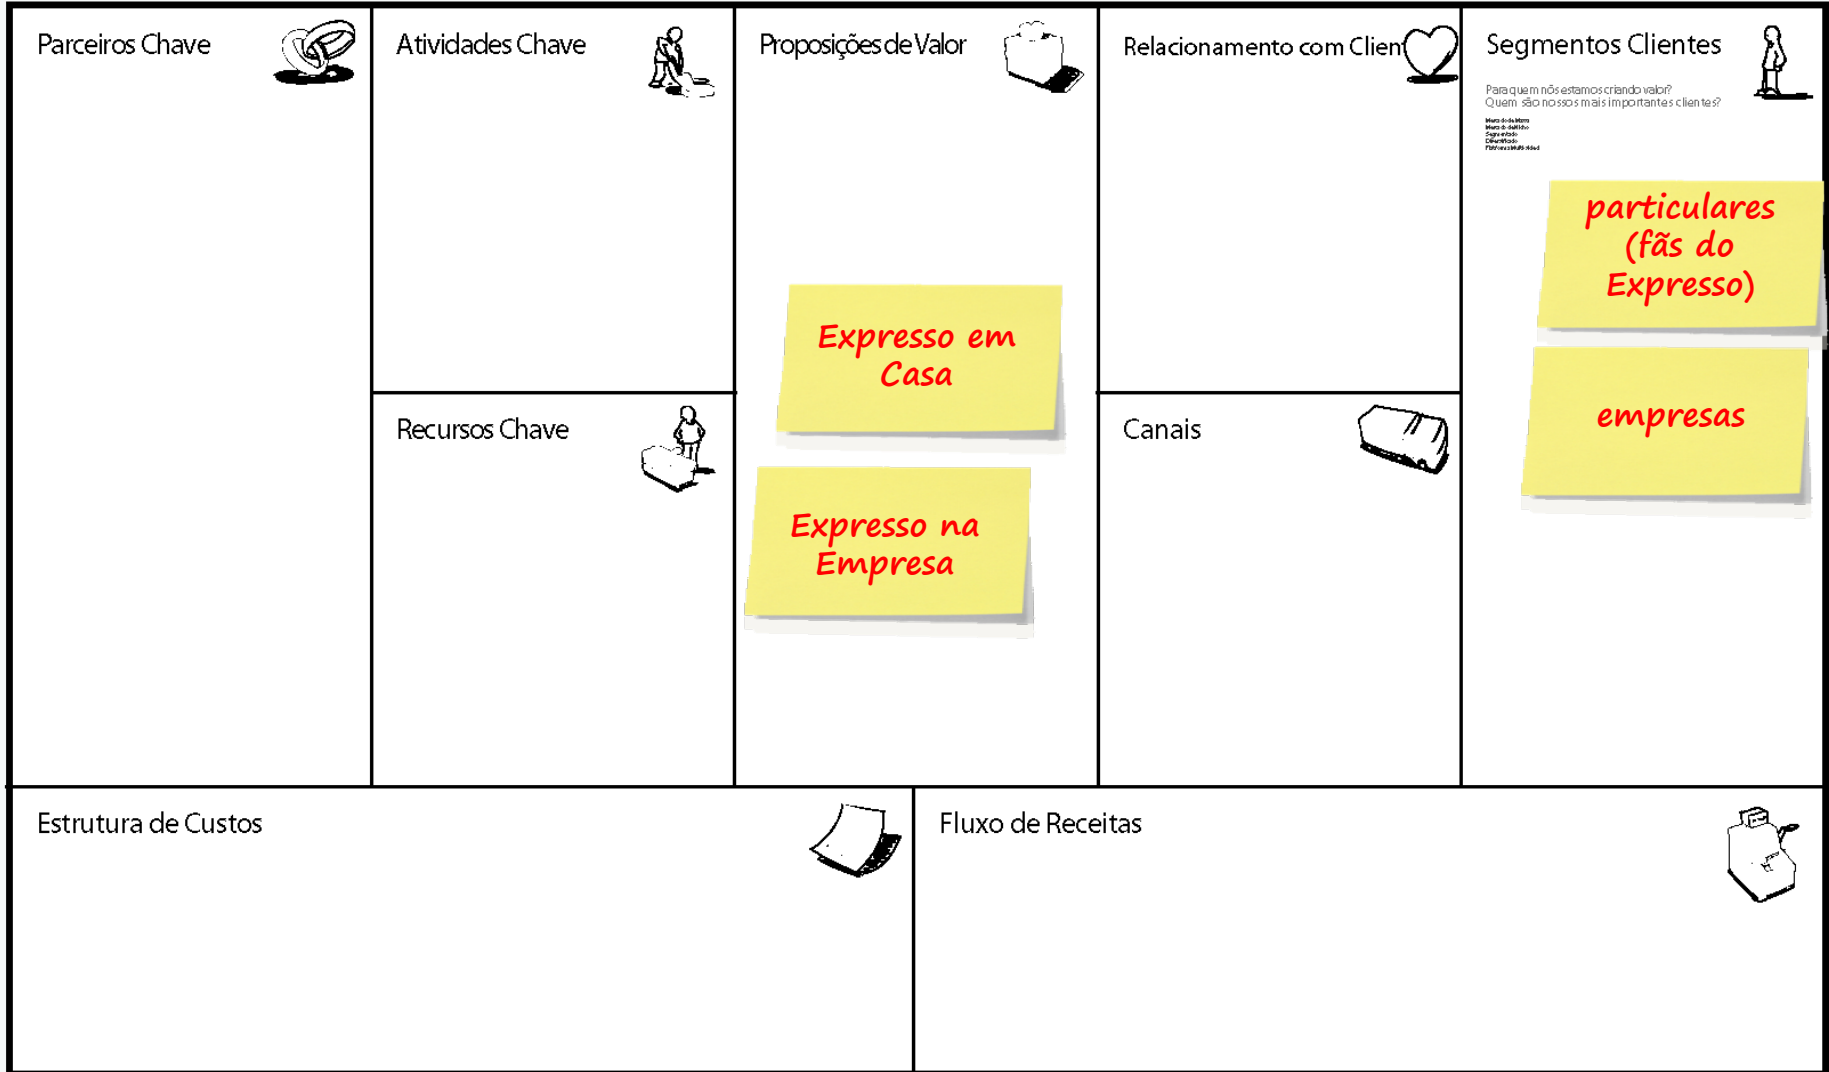 Parceiros Chave
Atividades Chave
Proposições de Valor
Relacionamento com Clien
Segmentos Clientes
Para quem nós estamos criando valor?
Quem são nossos mais importantes clientes?
Segmentado
particulares
(fãs do
Expresso)
empresas
Expresso em
Casa
Expresso na
Empresa
Recursos Chave
Canais
Estrutura de Custos
Fluxo de Receitas